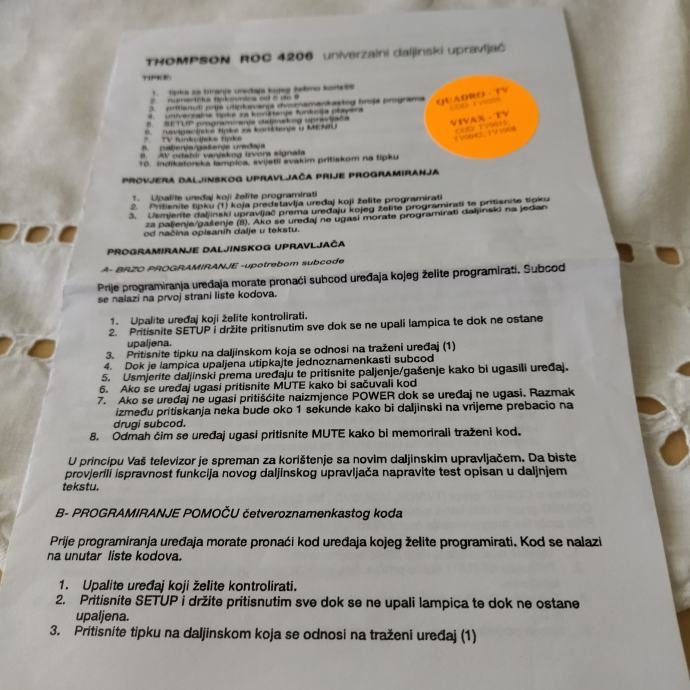 THOMPSON ROC 4206 univerzalni daljinski upravljač
TIPKE:
1. tipka za biranje uređaja kojeg želimo koristiti
2. numerička tipkovnica od 0 do 9
3. pritisnuti prije utipkavanja dvoznamenkastog broja programa
4. univerzalne tipke za korištenje funkcija playera
5. SETUP programiranje daljinskog upravljača
6. navigacijske tipke za korištenje u MENIU
7. TV funkcijske tipke
8. paljenje/gašenje uređaja
9. AV odabir vanjskog izvora signala
10. Indikatorska lampica, svijetli svakim pritiskom na tipku
QUADRO - TV
VIVAX - TV
PROVJERA DALJINSKOG UPRAVLJAČA PRIJE PROGRAMIRANJA
1. Upalite uređaj koji želite programirati
2. Pritisnite tipku (1) koja predstavlja uređaj koji želite programirati
3. Usmjerite daljinski upravljač prema uređaju kojeg želite programirati te pritisnite tipku
za paljenje/gašenje (8). Ako se uređaj ne ugasi morate programirati daljinski na jedan
od načina opisanih dalje u tekstu.
PROGRAMIRANJE DALJINSKOG UPRAVLJAČA
A- BRZO PROGRAMIRANJE -upotrebom subcode
Prije programiranja uređaja morate pronaći subcod uređaja kojeg želite programirati. Subcod
se nalazi na prvoj strani liste kodova.
1. Upalite uređaj koji želite kontrolirati.
2. Pritisnite SETUP i držite pritisnutim sve dok se ne upali lampica te dok ne ostane
upaljena.
3. Pritisnite tipku na daljinskom koja se odnosi na traženi uređaj (1)
4. Dok je lampica upaljena utipkajte jednoznamenkasti subcod
5. Usmjerite daljinski prema uređaju te pritisnite paljenje/gašenje kako bi ugasili uređaj.
6. Ako se uređaj ugasi pritisnite MUTE kako bi sačuvali kod
7. Ako se uređaj ne ugasi pritišćite naizmjence POWER dok se uređaj ne ugasi. Razmak
između pritiskanja neka bude oko 1 sekunde kako bi daljinski na vrijeme prebacio na
drugi subcod.
8. Odmah čim se uređaj ugasi pritisnite MUTE kako bi memorirali traženi kod.
U principu Vaš televizor je spreman za korištenje sa novim daljinskim upravljačem. Da biste
provjerili ispravnost funkcija novog daljinskog upravljača napravite test opisan u daljnjem
tekstu.
B- PROGRAMIRANJE POMOČU četveroznamenkastog koda
Prije programiranja uređaja morate pronaći kod uređaja kojeg želite programirati. Kod se nalazi
na unutar liste kodova.
1. Upalite uređaj koji želite kontrolirati.
2. Pritisnite SETUP i držite pritisnutim sve dok se ne upali lampica te dok ne ostane
upaljena.
3. Pritisnite tipku na daljinskom koja se odnosi na traženi uređaj (1)